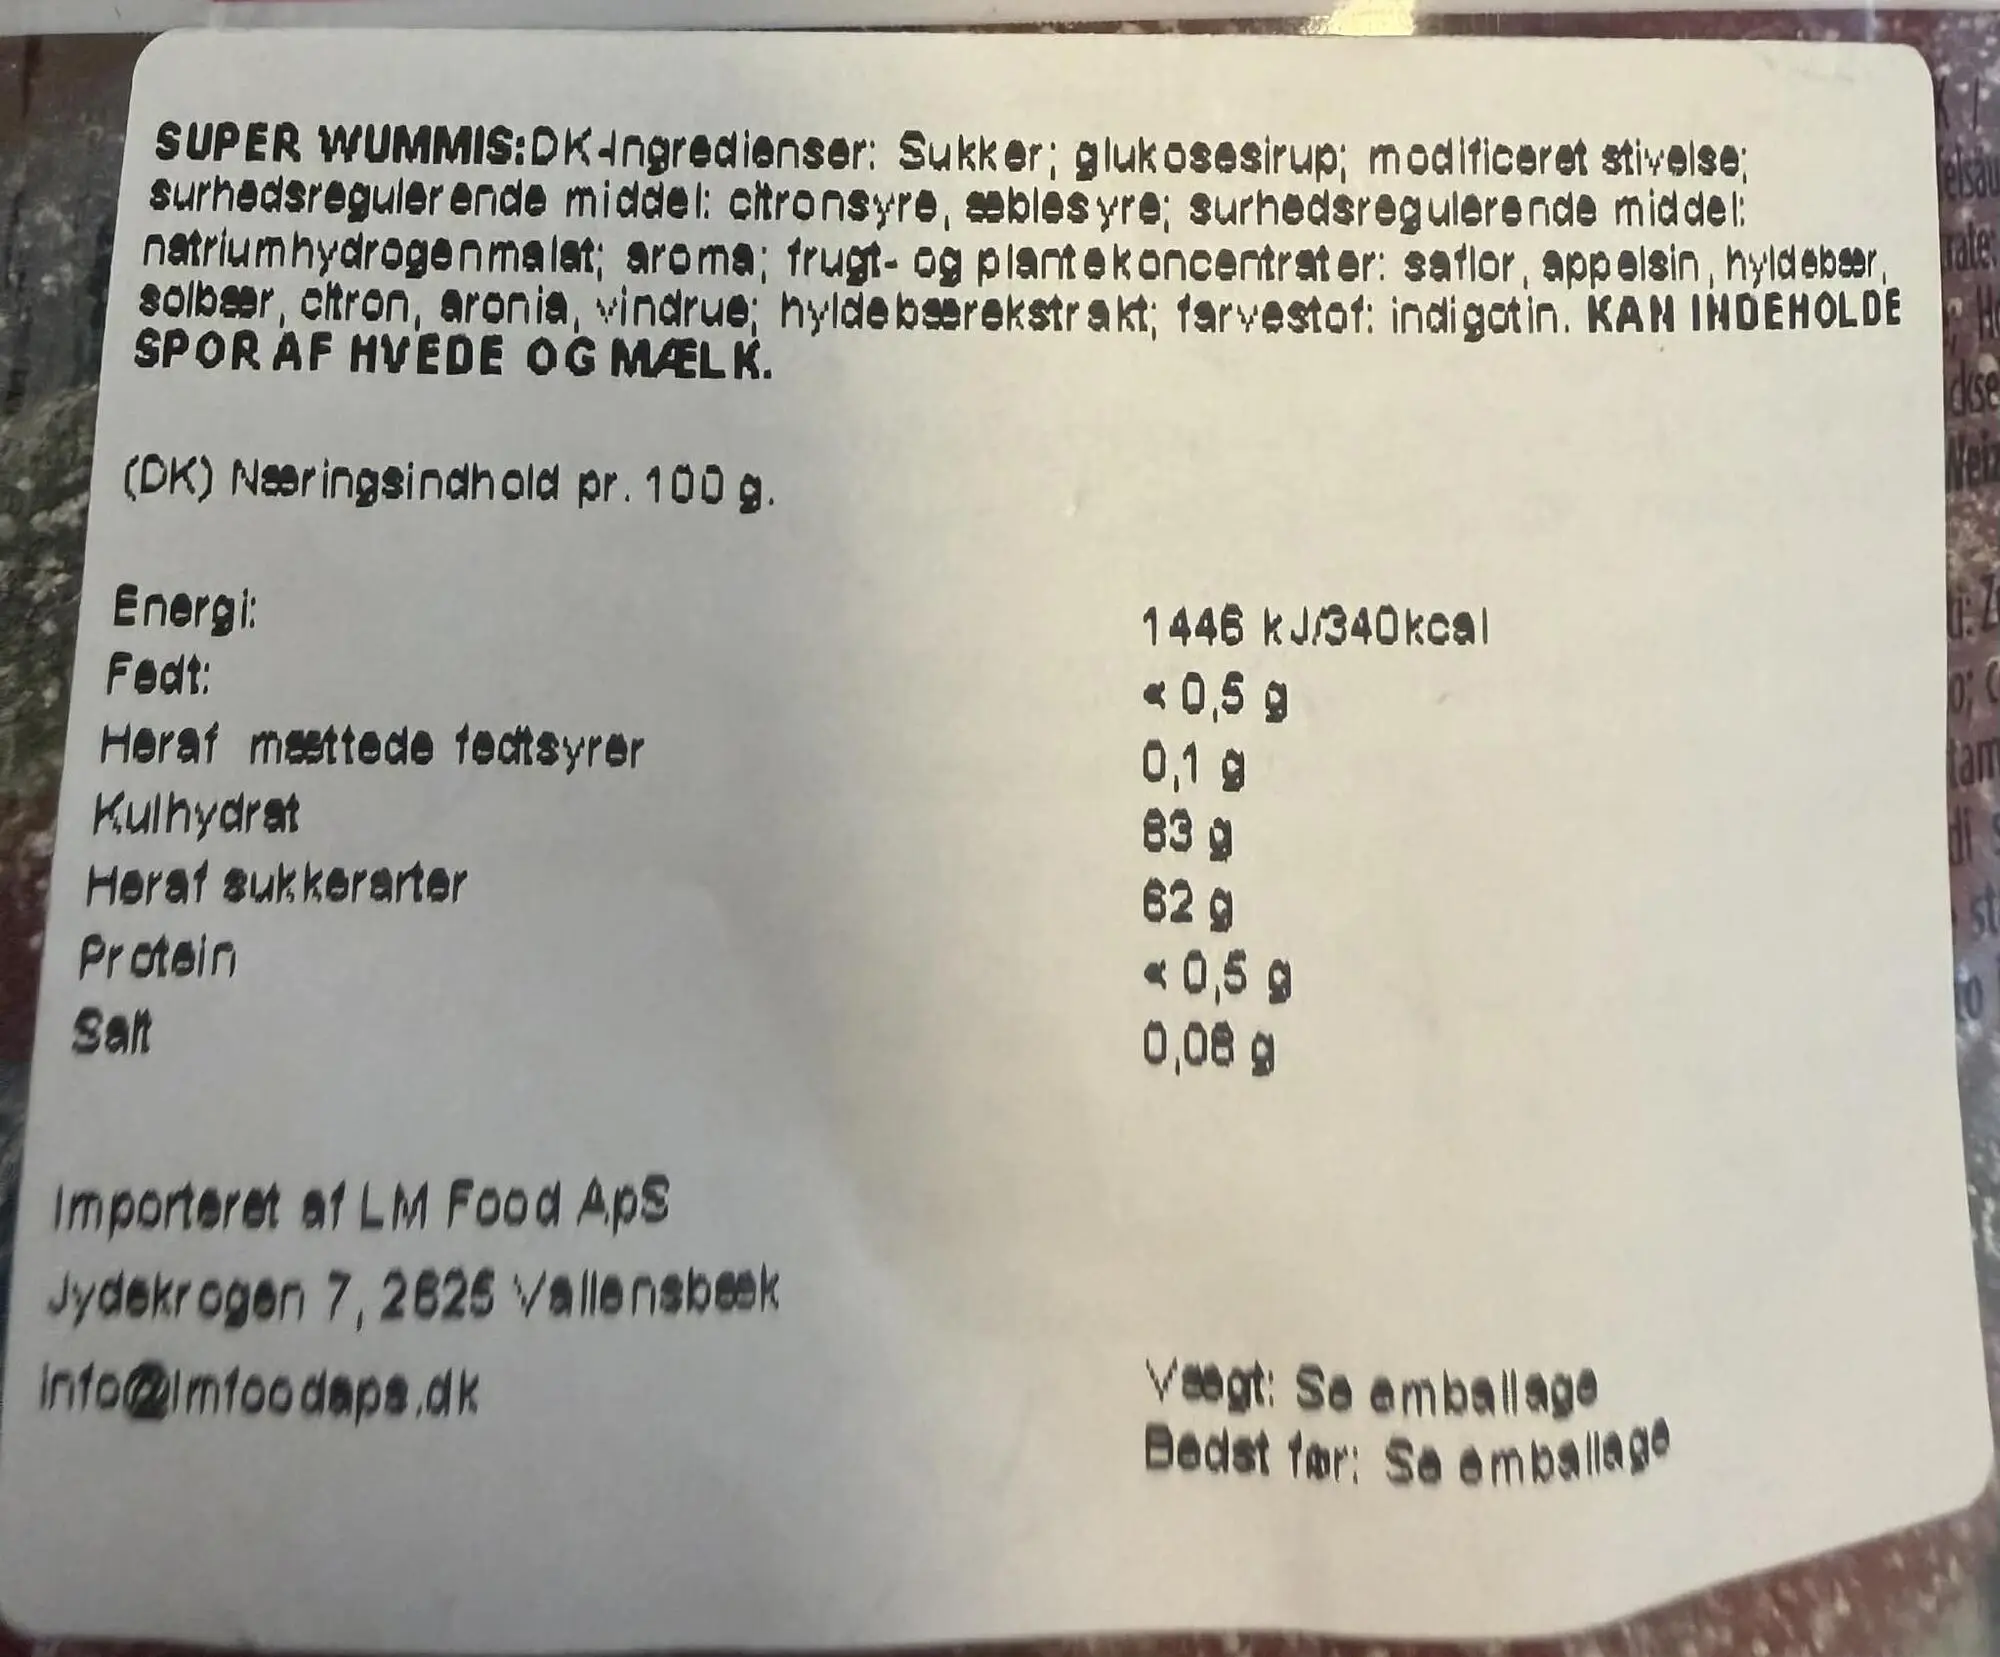 SUPER WUMMIS:DK-Ingredienser: Sukker; glukosesirup; modificeret stivelse;
surhedsregulerende middel: citronsyre, æblesyre; surhedsregulerende middel:
natriumhydrogenmalat; aroma; frugt- og plantekoncentrater: saflor, appelsin, hyldebær,
solbær, citron, aronia, vindrue; hyldebærekstrakt; farvestof: indigotin. KAN INDEHOLDE
SPOR AF HVEDE OG MÆLK.
(DK) Næringsindhold pr. 100 g.
Energi: 1446 kJ/340kcal
Fedt: < 0,5 g
Heraf mættede fedtsyrer 0,1 g
Kulhydrat 83 g
Heraf sukkerarter 62 g
Protein < 0,5 g
Salt 0,08 g
Importeret af LM Food ApS
Jydekrogen 7, 2625 Vallensbæk
info@lmfoodaps.dk
Vægt: Se emballage
Bedst før: Se emballage